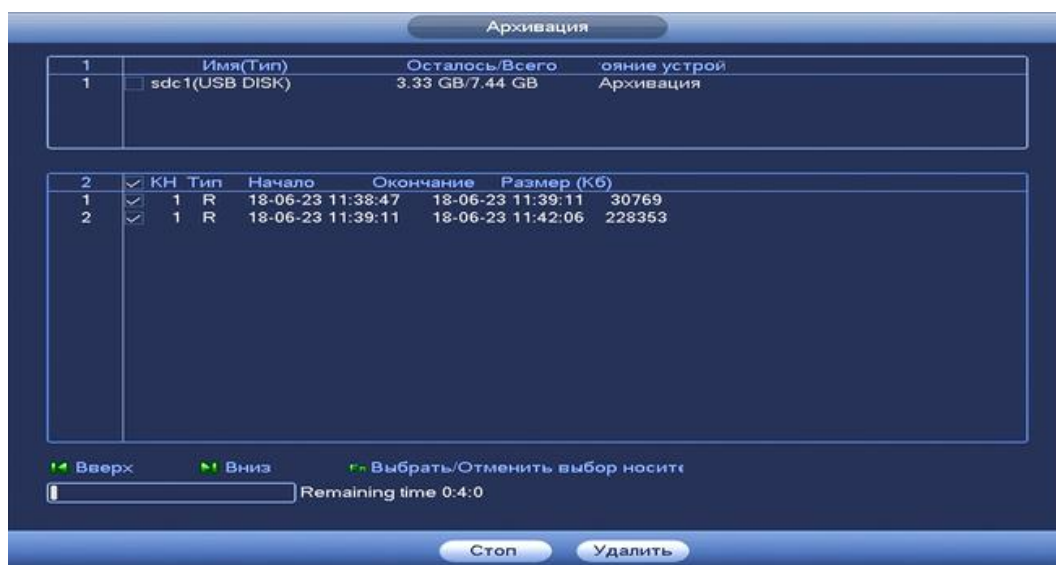 Архивация
1 Имя(Тип) Осталось/Всего ояние устрой
1 sdc1(USB DISK) 3.33 GB/7.44 GB Архивация
2 КН Тип Начало Окончание Размер (Кб)
1 1 R 18-06-23 11:38:47 18-06-23 11:39:11 30769
2 1 R 18-06-23 11:39:11 18-06-23 11:42:06 228353
Вверх Вниз Fn Выбрать/Отменить выбор носите
Remaining time 0:4:0
Стоп Удалить